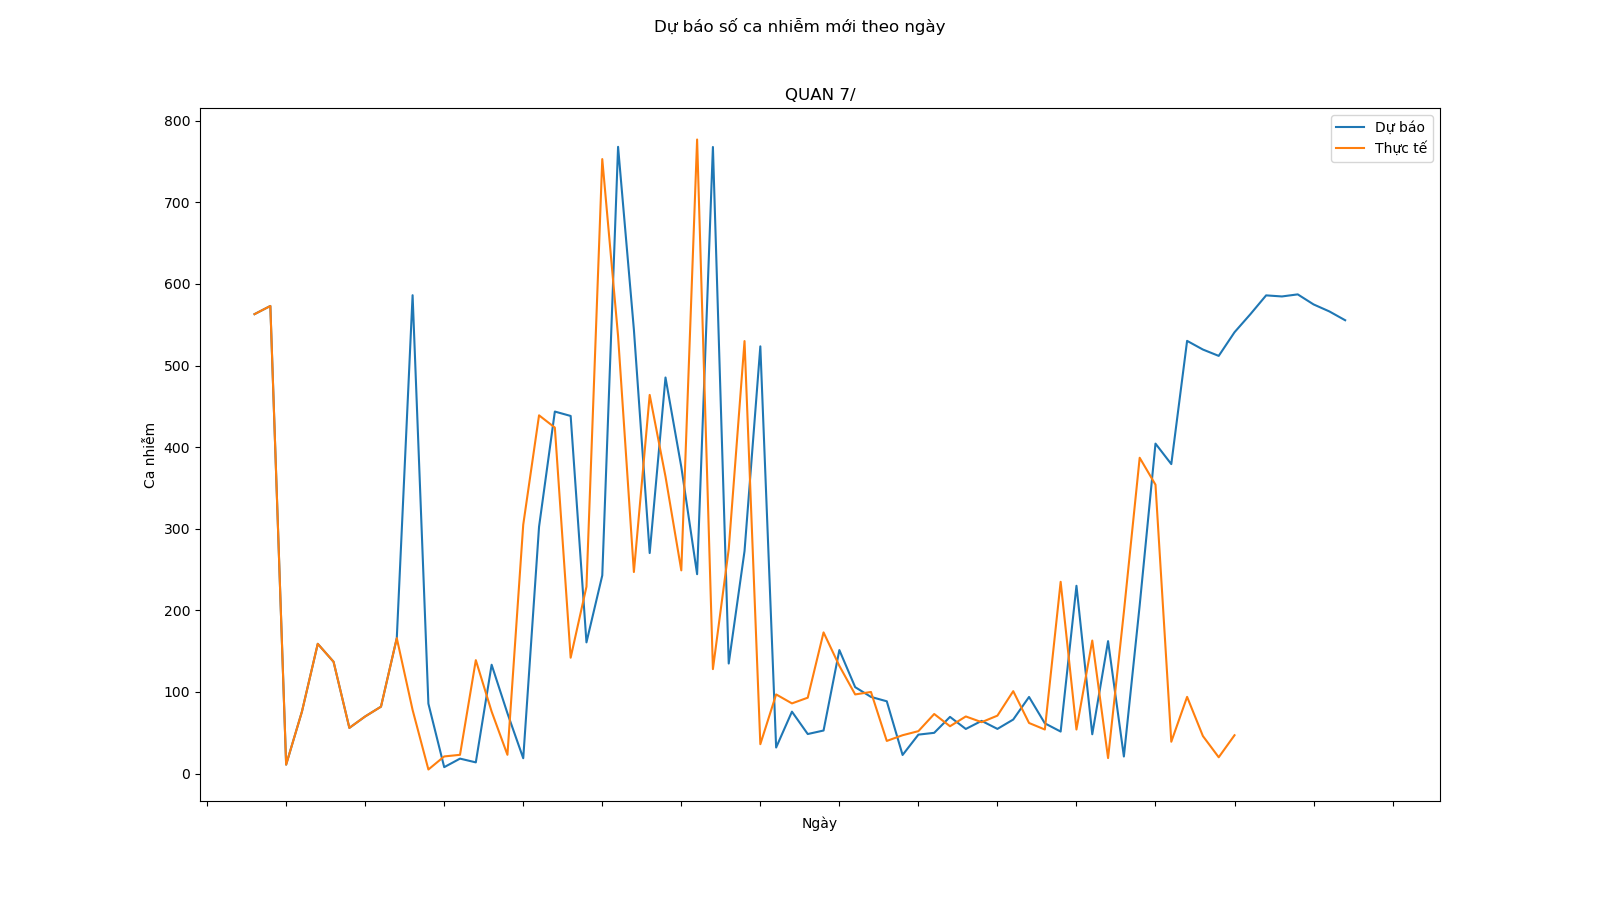 Dự báo số ca nhiễm mới theo ngày
QUAN 7/
Dự báo
Thực tế
800
700
600
500
400
300
200
100
0
Ca nhiễm
Ngày